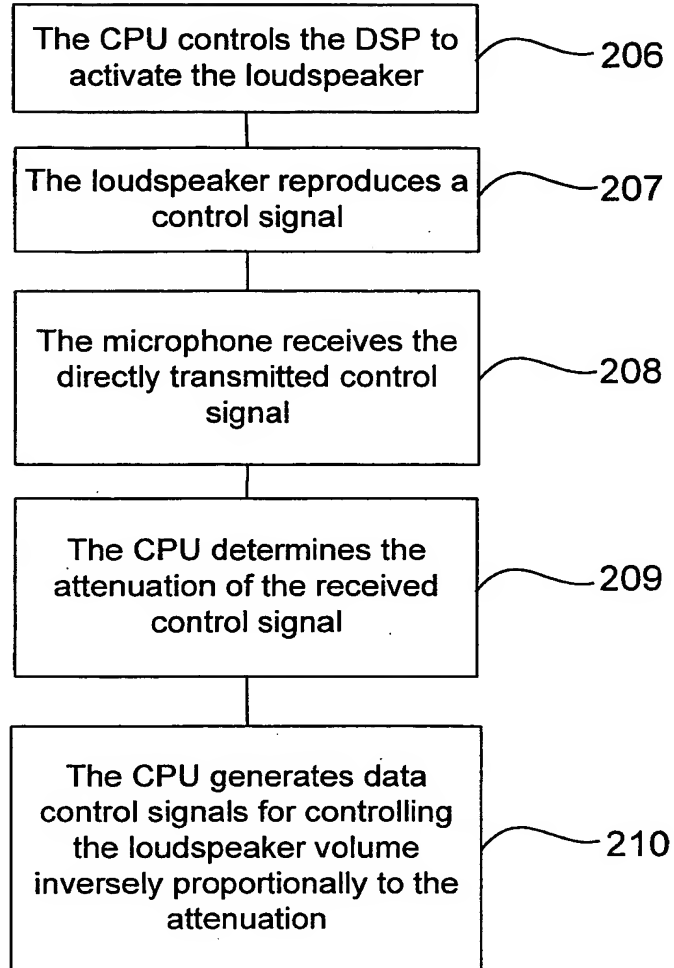 The CPU controls the DSP to
activate the loudspeaker
206
The loudspeaker reproduces a
control signal
207
The microphone receives the
directly transmitted control
signal
208
The CPU determines the
attenuation of the received
control signal
209
The CPU generates data
control signals for controlling
the loudspeaker volume
inversely proportionally to the
attenuation
210